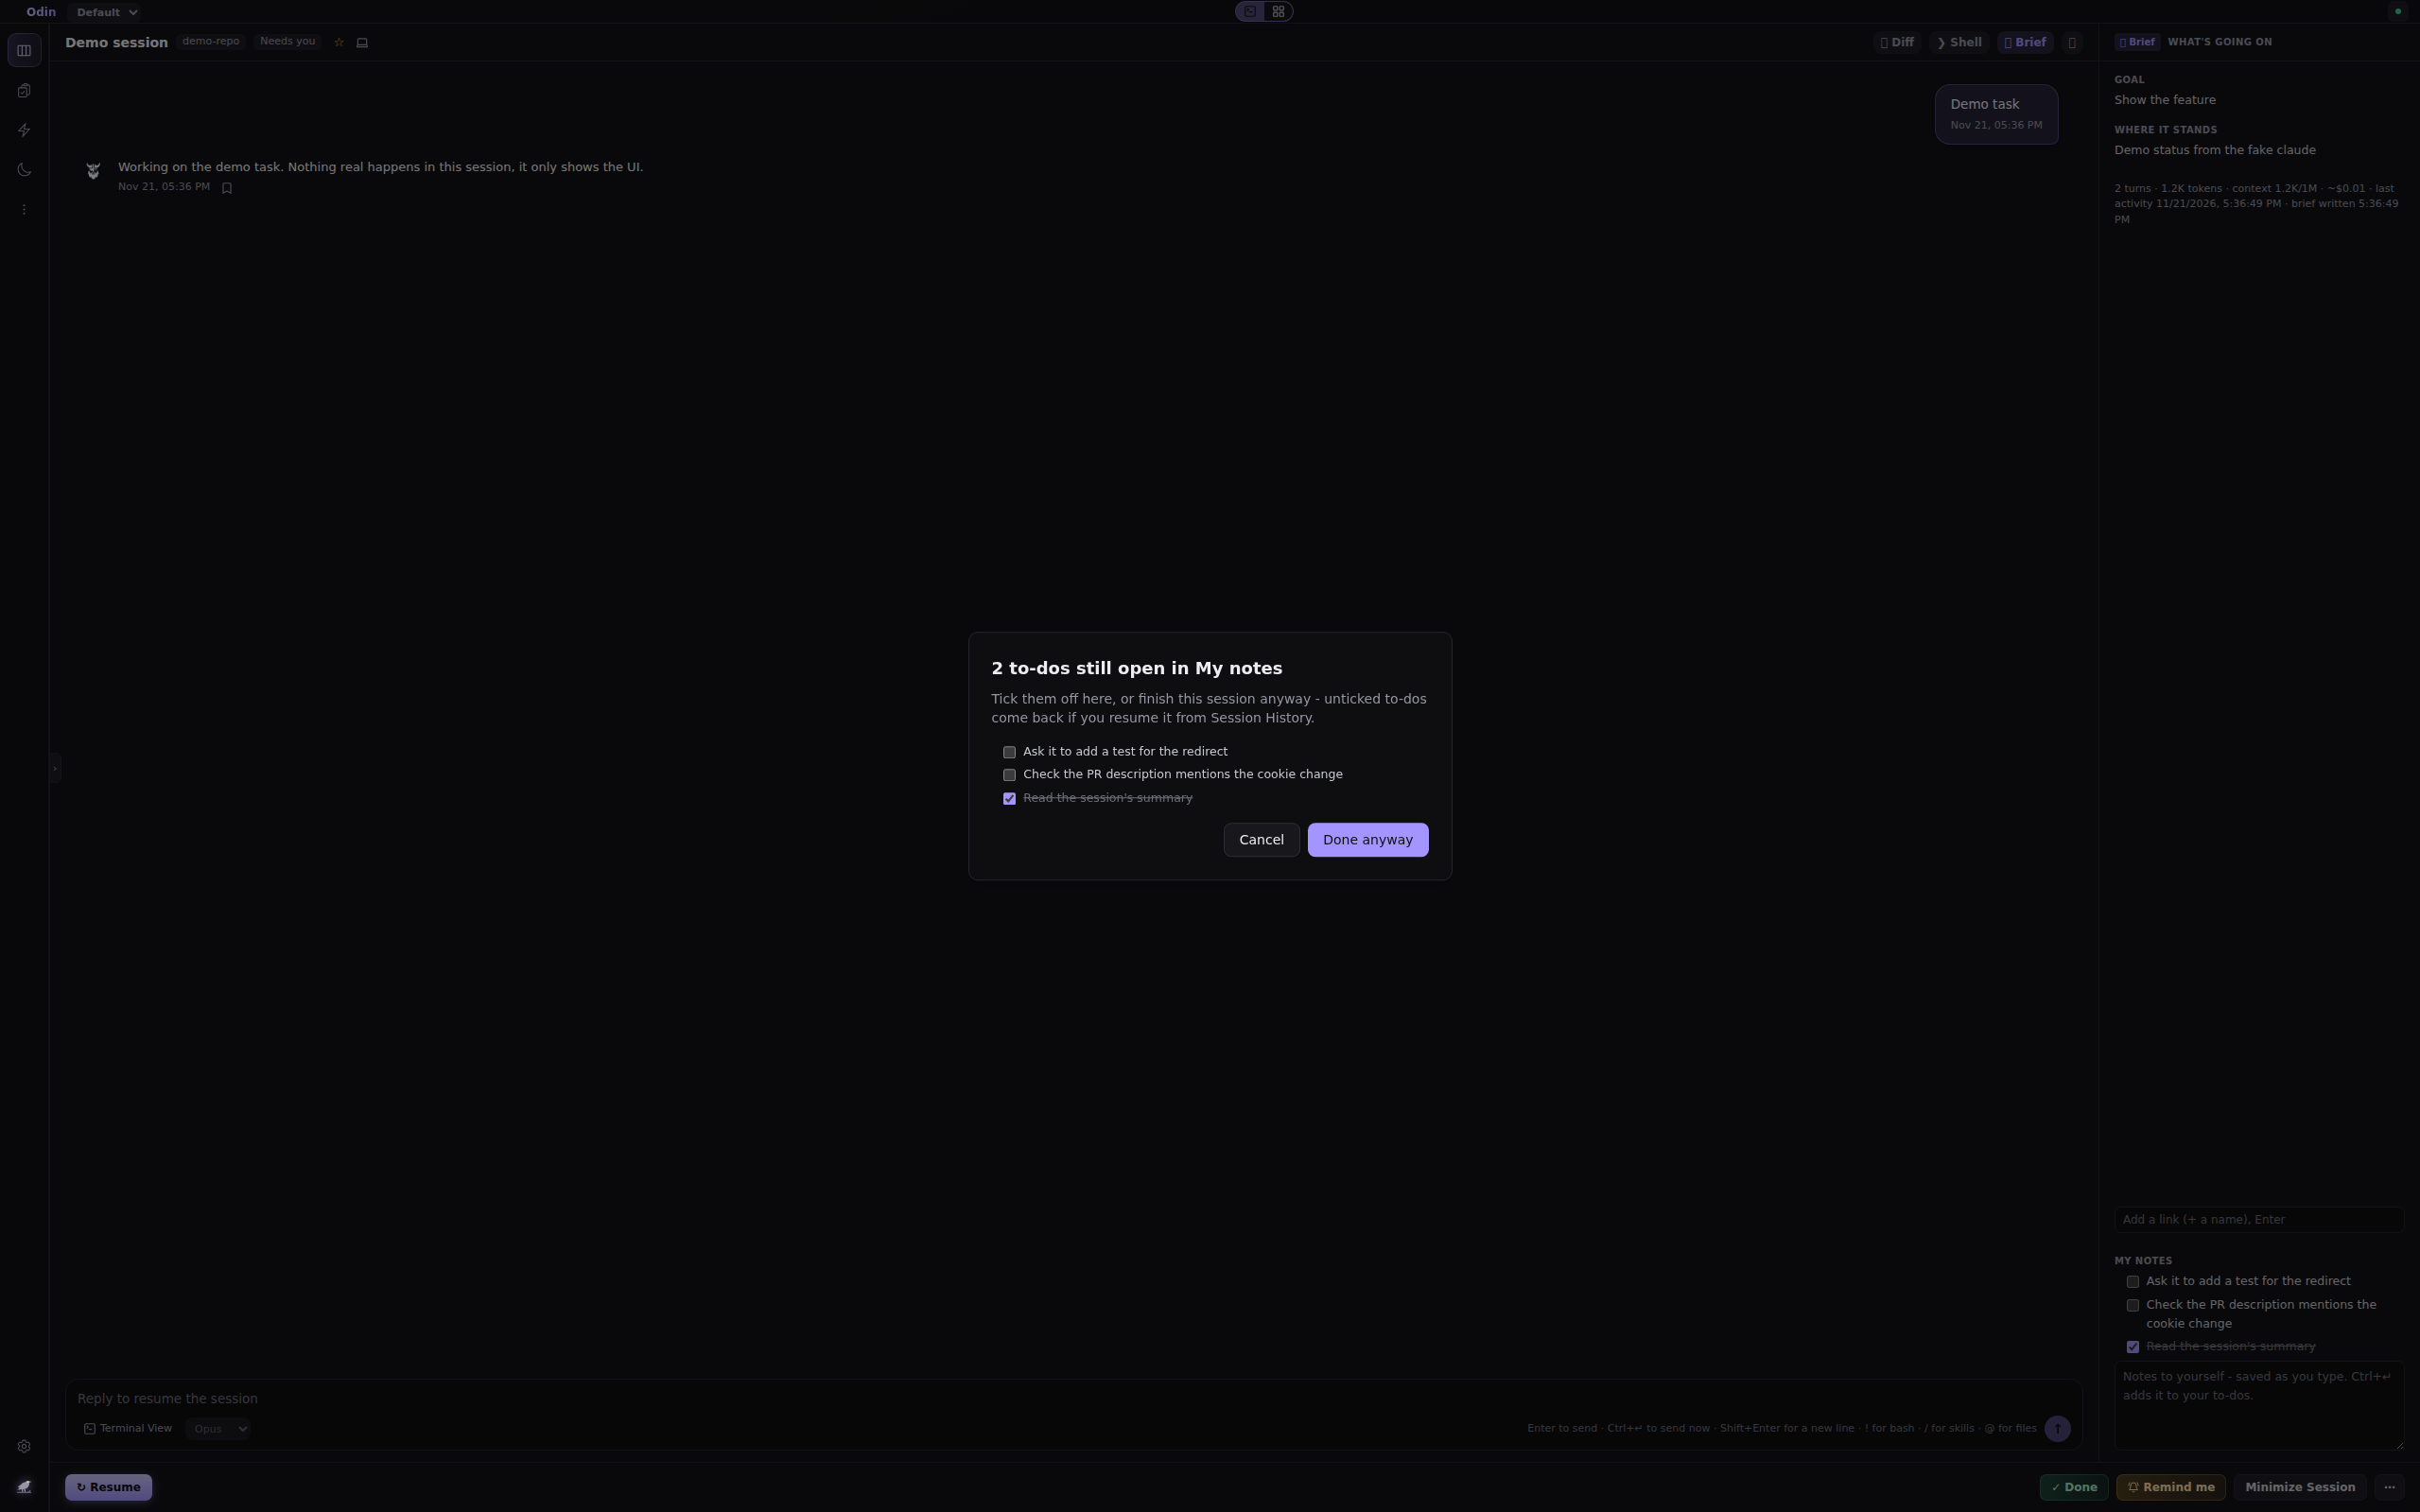 Odin Default
Demo session demo-repo Needs you
Diff Shell Brief
Brief WHAT'S GOING ON
Demo task
Nov 21, 05:36 PM
Working on the demo task. Nothing real happens in this session, it only shows the UI.
Nov 21, 05:36 PM
GOAL
Show the feature
WHERE IT STANDS
Demo status from the fake claude
2 turns · 1.2K tokens · context 1.2K/1M · ~$0.01 · last
activity 11/21/2026, 5:36:49 PM · brief written 5:36:49
PM
2 to-dos still open in My notes
Tick them off here, or finish this session anyway - unticked to-dos
come back if you resume it from Session History.
Ask it to add a test for the redirect
Check the PR description mentions the cookie change
Read the session's summary
Cancel Done anyway
Add a link (+ a name), Enter
MY NOTES
Ask it to add a test for the redirect
Check the PR description mentions the
cookie change
Read the session's summary
Notes to yourself - saved as you type. Ctrl+↵
adds it to your to-dos.
Reply to resume the session
Terminal View Opus
Enter to send · Ctrl+↵ to send now · Shift+Enter for a new line · ! for bash · / for skills · @ for files
↻ Resume
✓ Done Remind me Minimize Session ···